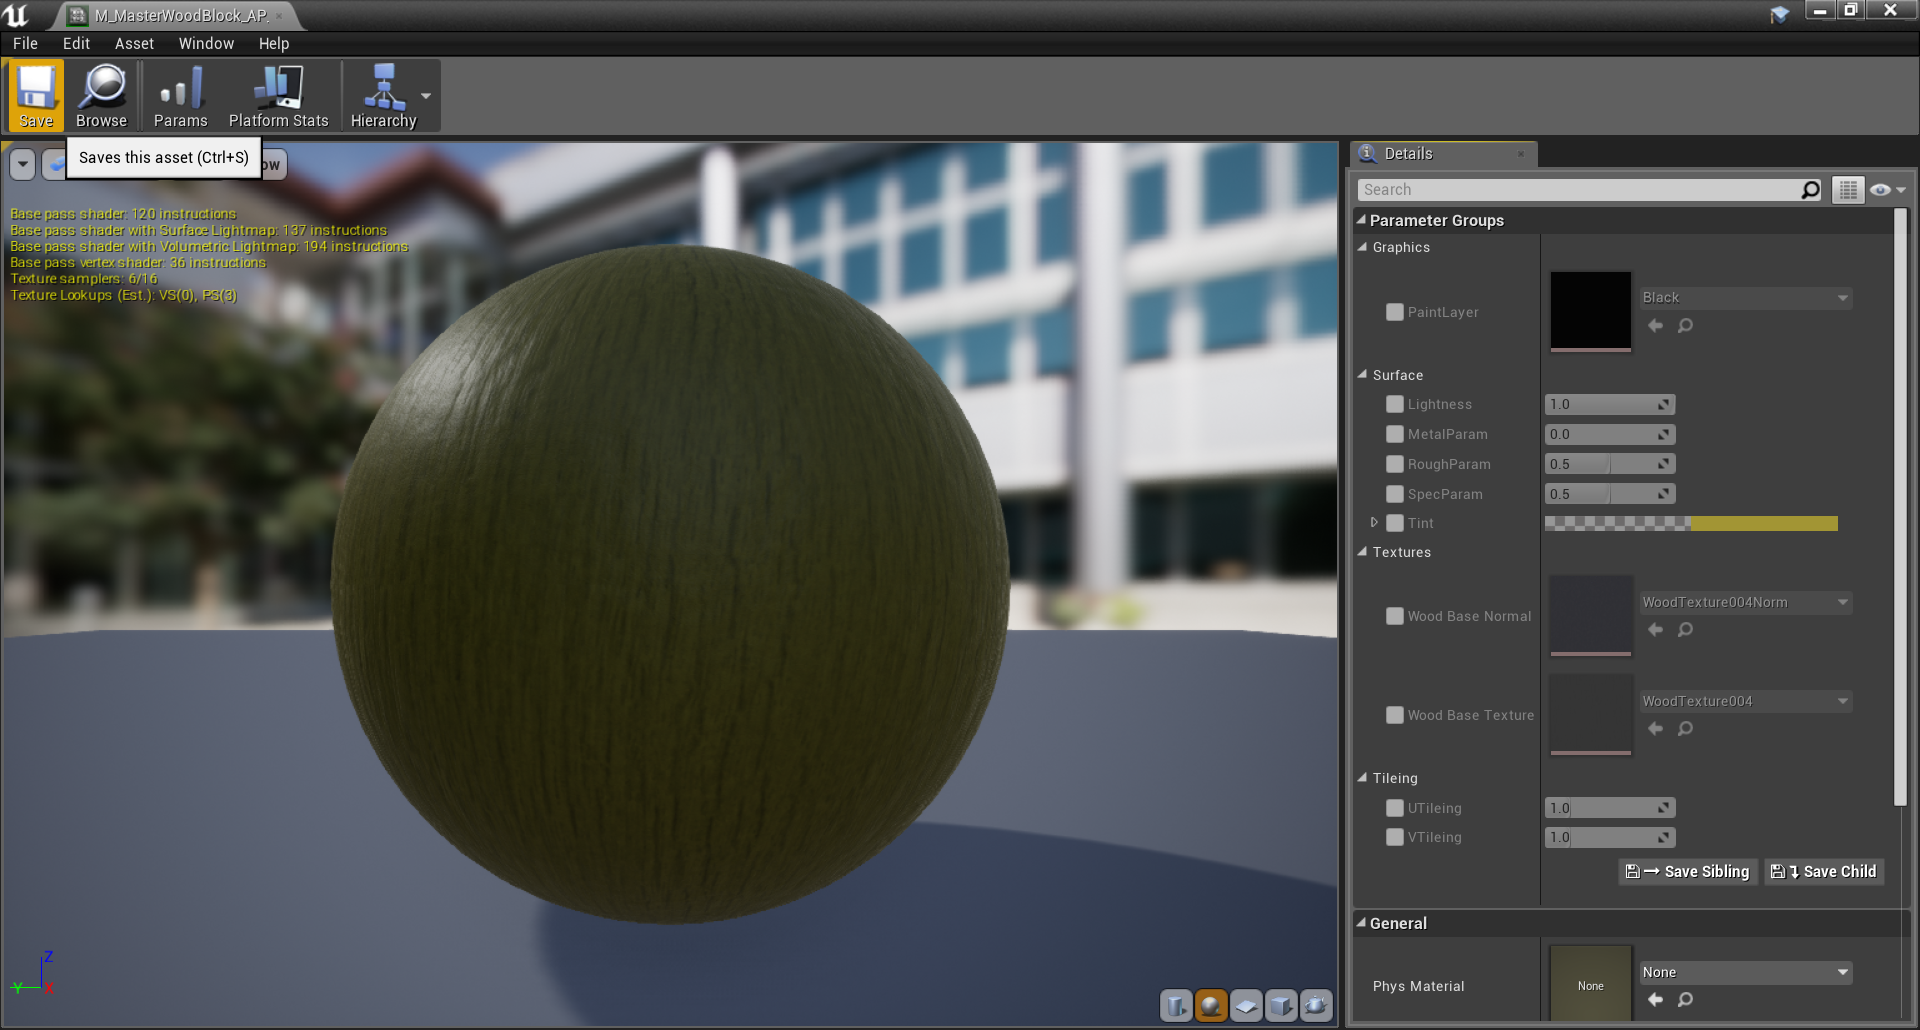 M_MasterWoodBlock_AP
File Edit Asset Window Help
Save Browse Params Platform Stats Hierarchy
Saves this asset (Ctrl+S)
Base pass shader: 120 instructions
Base pass shader with Surface Lightmap: 137 instructions
Base pass shader with Volumetric Lightmap: 194 instructions
Base pass vertex shader: 36 instructions
Texture samplers: 6/16
Texture Lookups (Est.): VS(0), PS(3)
Z
Y X
Details
Search
Parameter Groups
Graphics
PaintLayer Black
Surface
Lightness 1.0
MetalParam 0.0
RoughParam 0.5
SpecParam 0.5
Tint
Textures
Wood Base Normal WoodTexture004Norm
Wood Base Texture WoodTexture004
Tileing
UTileing 1.0
VTileing 1.0
Save Sibling Save Child
General
Phys Material None None